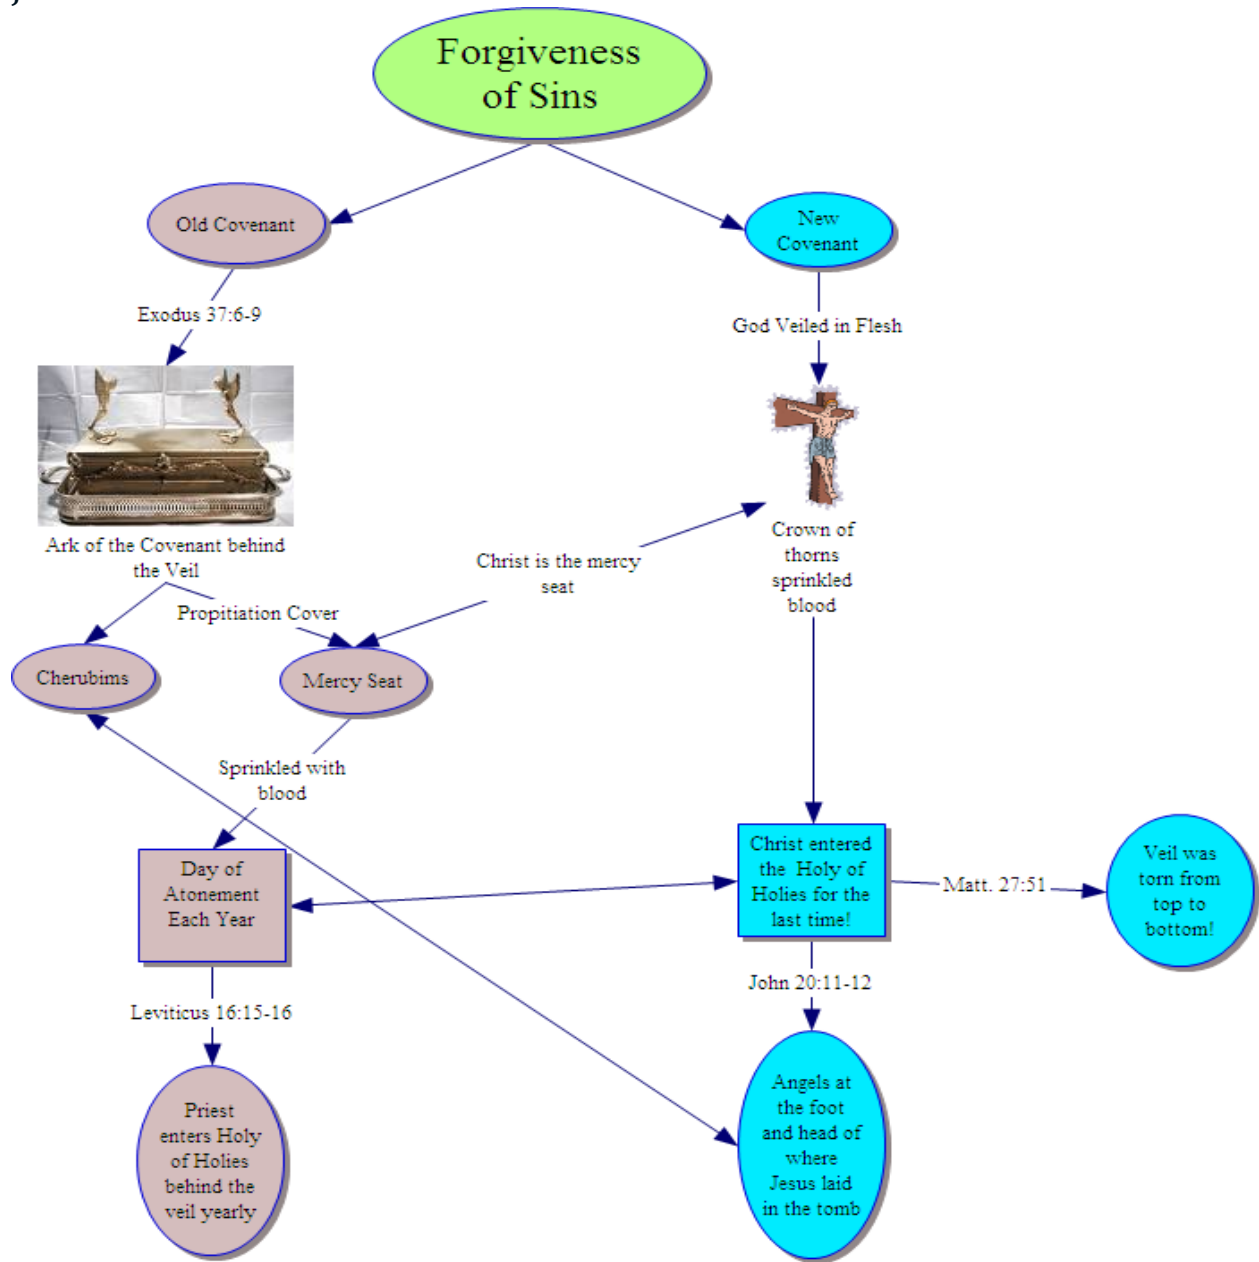 Forgiveness
of Sins
Old Covenant
New
Covenant
Exodus 37:6-9
God Veiled in Flesh
Ark of the Covenant behind
the Veil
Crown of
thorns
sprinkled
blood
Christ is the mercy
seat
Propitiation Cover
Cherubims
Mercy Seat
Sprinkled with
blood
Day of
Atonement
Each Year
Christ entered
the Holy of
Holies for the
last time!
Matt. 27:51
Veil was
torn from
top to
bottom!
Leviticus 16:15-16
John 20:11-12
Priest
enters Holy
of Holies
behind the
veil yearly
Angels at
the foot
and head of
where
Jesus laid
in the tomb